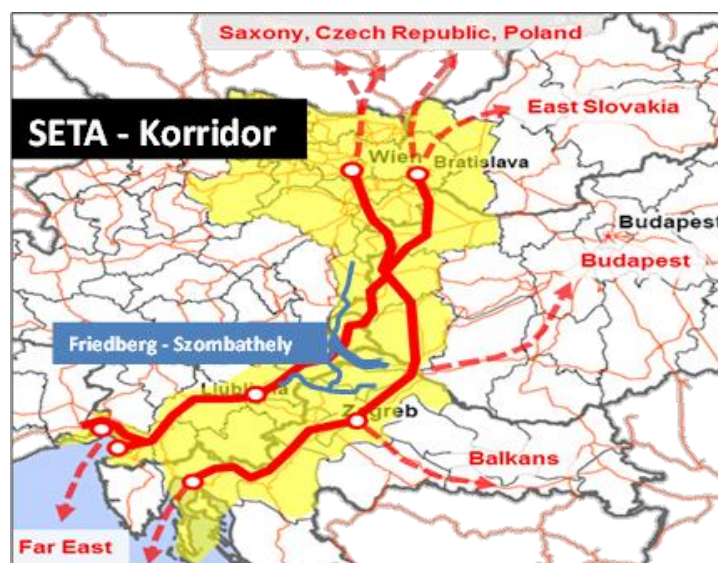 Saxony, Czech Republic, Poland
East Slovakia
SETA - Korridor
Wien
Bratislava
Budapest
Budapest
Friedberg - Szombathely
Ljubljana
Zagreb
Balkans
Far East